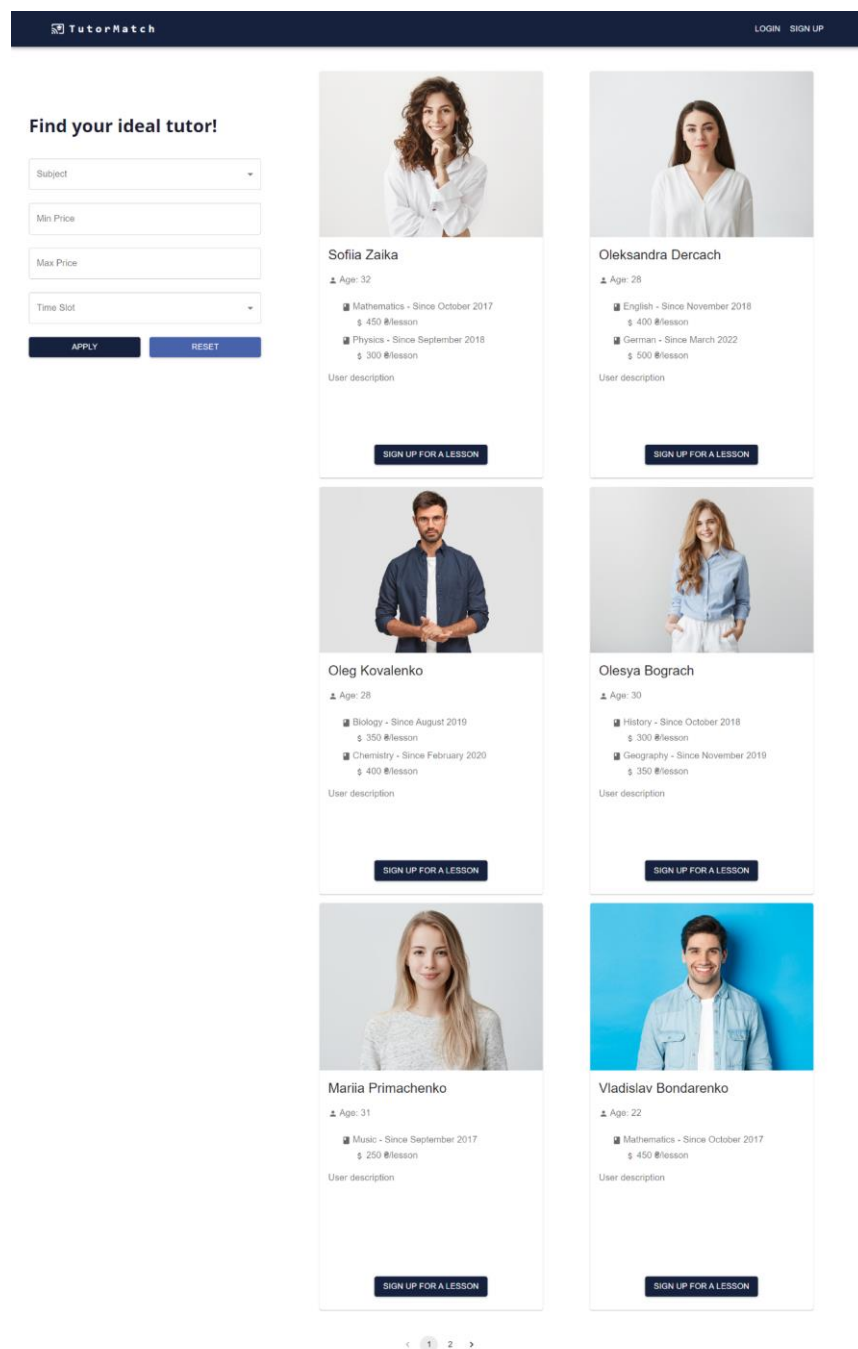 TutorMatch
LOGIN SIGN UP
Find your ideal tutor!
Subject
Min Price
Max Price
Time Slot
APPLY RESET
Sofiia Zaika
Age: 32
Mathematics - Since October 2017
$ 450 ₴/lesson
Physics - Since September 2018
$ 300 ₴/lesson
User description
SIGN UP FOR A LESSON
Oleksandra Dercach
Age: 28
English - Since November 2018
$ 400 ₴/lesson
German - Since March 2022
$ 500 ₴/lesson
User description
SIGN UP FOR A LESSON
Oleg Kovalenko
Age: 28
Biology - Since August 2019
$ 350 ₴/lesson
Chemistry - Since February 2020
$ 400 ₴/lesson
User description
SIGN UP FOR A LESSON
Olesya Bograch
Age: 30
History - Since October 2018
$ 300 ₴/lesson
Geography - Since November 2019
$ 350 ₴/lesson
User description
SIGN UP FOR A LESSON
Mariia Primachenko
Age: 31
Music - Since September 2017
$ 250 ₴/lesson
User description
SIGN UP FOR A LESSON
Vladislav Bondarenko
Age: 22
Mathematics - Since October 2017
$ 450 ₴/lesson
User description
SIGN UP FOR A LESSON
< 1 2 >